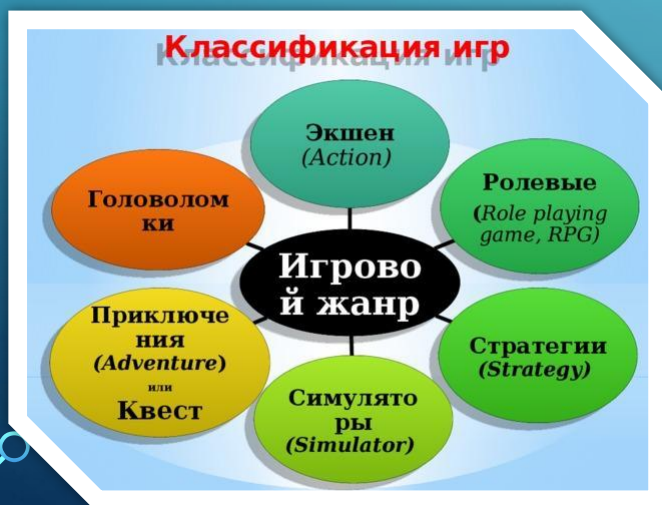 Классификация игр
Экшен
(Action)
Ролевые
(Role playing
game, RPG)
Стратегии
(Strategy)
Симулято
ры
(Simulator)
Приключе
ния
(Adventure)
или
Квест
Головолом
ки
Игрово
й жанр